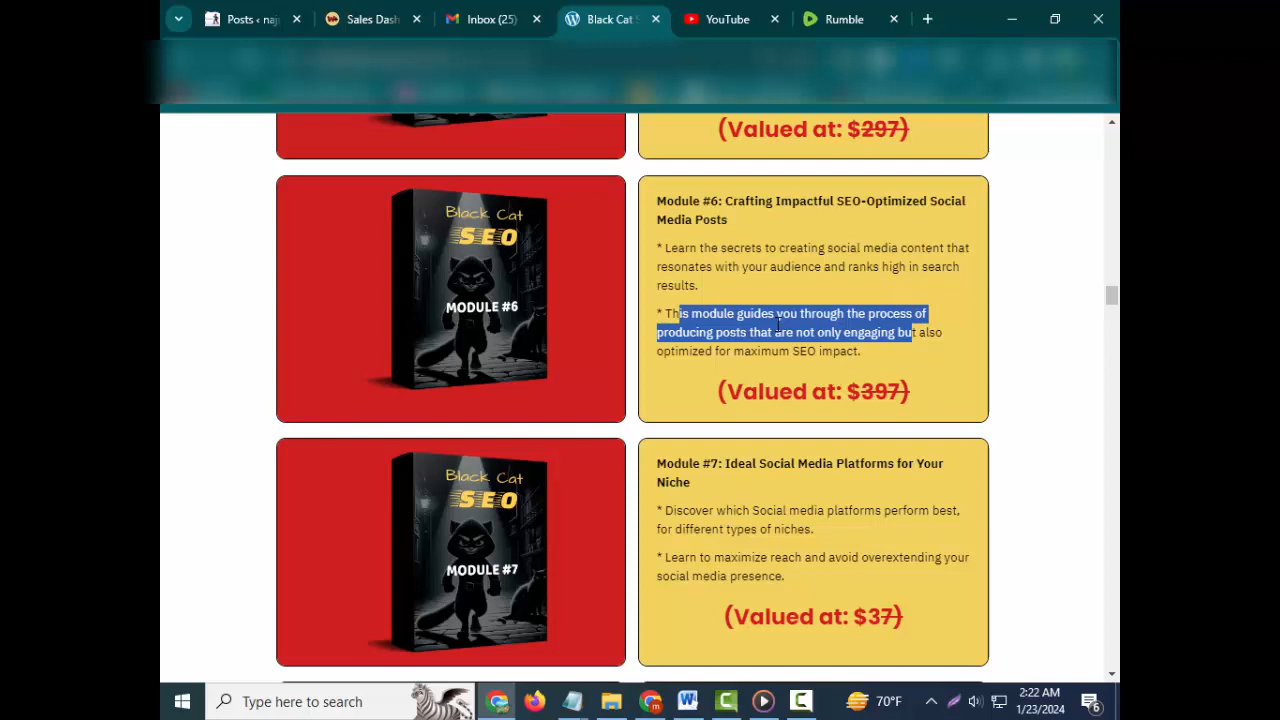 Posts ‹ naj
Sales Dash
Inbox (25)
Black Cat S
YouTube
Rumble
(Valued at: $297)
Black Cat
SEO
MODULE #6
Module #6: Crafting Impactful SEO-Optimized Social
Media Posts
* Learn the secrets to creating social media content that
resonates with your audience and ranks high in search
results.
* This module guides you through the process of
producing posts that are not only engaging but also
optimized for maximum SEO impact.
(Valued at: $397)
Black Cat
SEO
MODULE #7
Module #7: Ideal Social Media Platforms for Your
Niche
* Discover which Social media platforms perform best,
for different types of niches.
* Learn to maximize reach and avoid overextending your
social media presence.
(Valued at: $37)
Type here to search
70°F
2:22 AM
1/23/2024
6